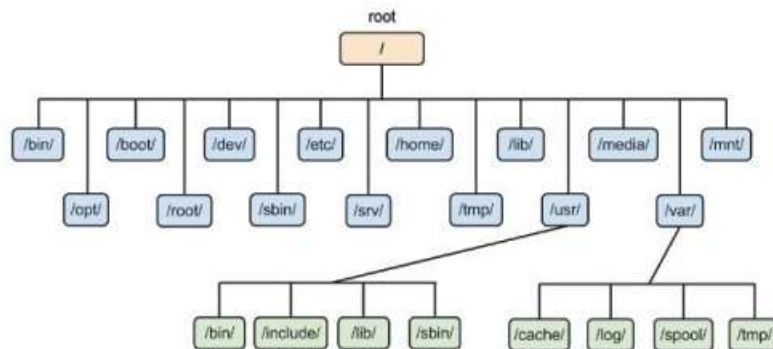 root
/
/bin/ /boot/ /dev/ /etc/ /home/ /lib/ /media/ /mnt/
/opt/ /root/ /sbin/ /srv/ /tmp/ /usr/ /var/
/bin/ /include/ /lib/ /sbin/ /cache/ /log/ /spool/ /tmp/